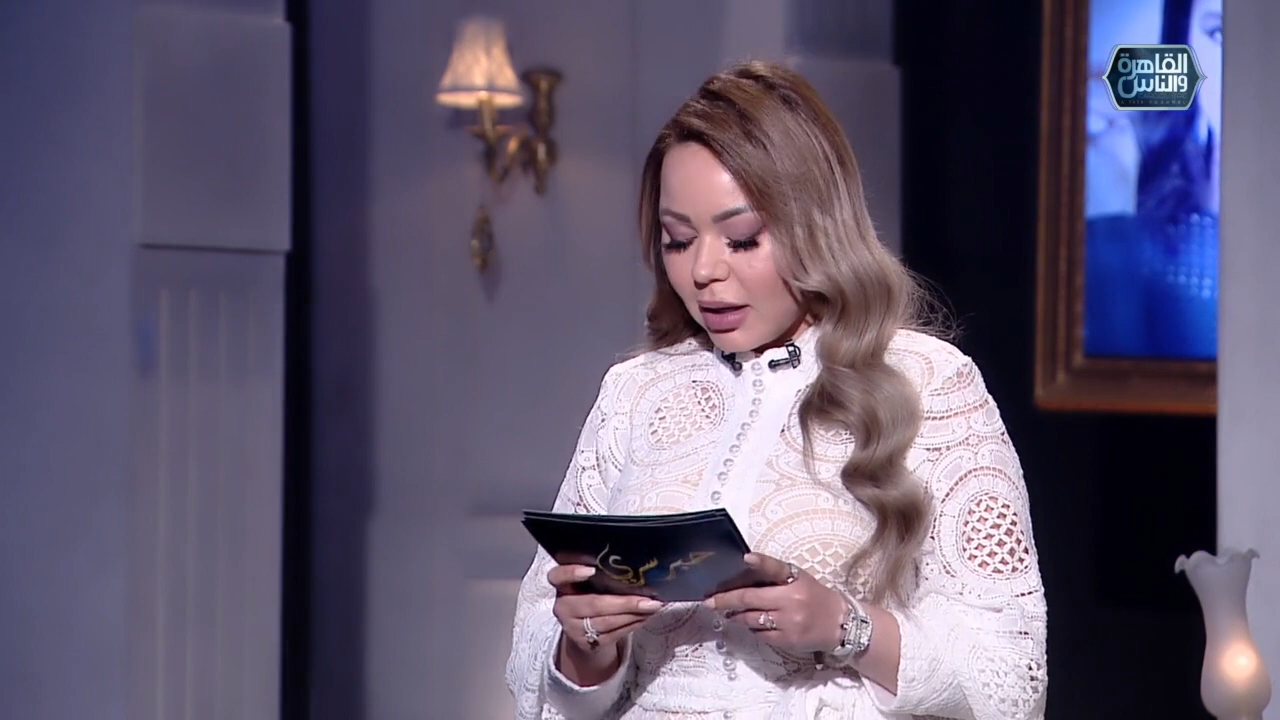 القاهرة
والناس
حبر سري